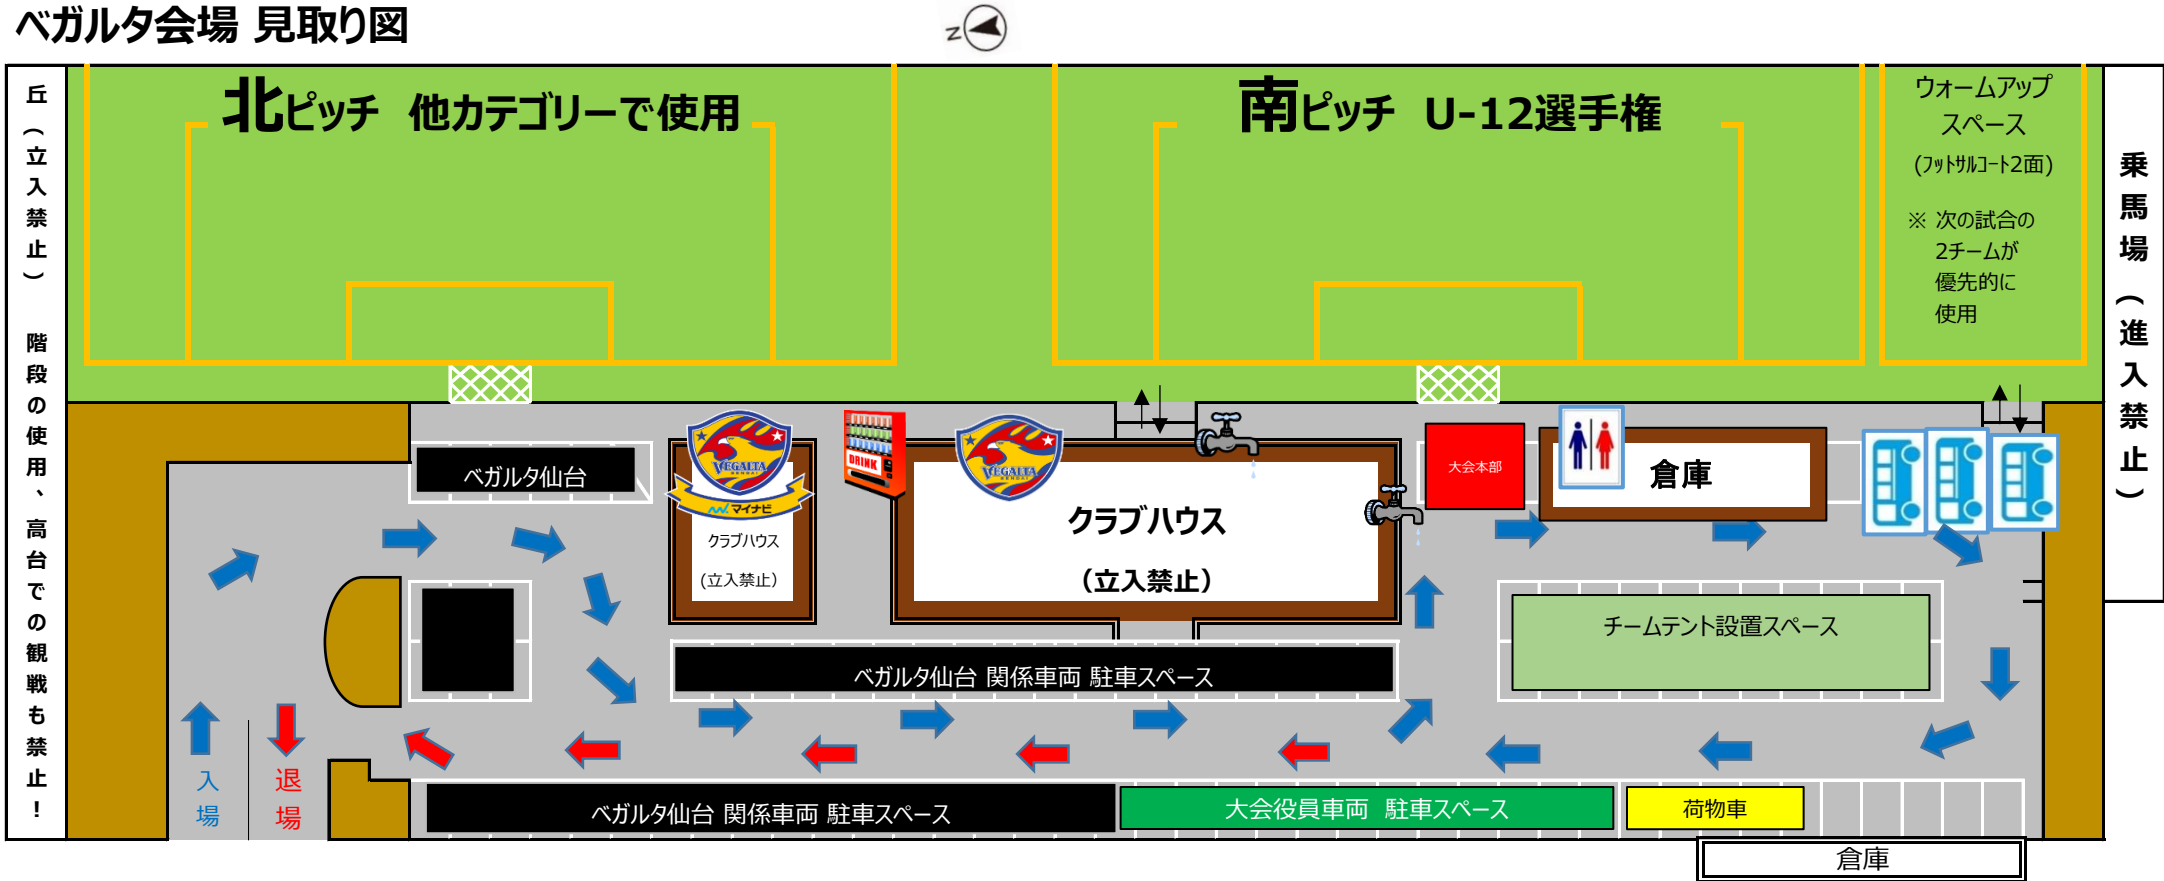 ベガルタ会場 見取り図
Z
丘（立入禁止）　階段の使用、高台での観戦も禁止！
北ピッチ 他カテゴリーで使用
南ピッチ U-12選手権
ウォームアップ
スペース
(フットサルコート2面)
※ 次の試合の
2チームが
優先的に
使用
乗馬場（進入禁止）
ベガルタ仙台
VEGALTA
SENDAI
マイナビ
クラブハウス
(立入禁止)
DRINK
VEGALTA
SENDAI
クラブハウス
（立入禁止）
大会本部
倉庫
チームテント設置スペース
ベガルタ仙台 関係車両 駐車スペース
入場
退場
ベガルタ仙台 関係車両 駐車スペース
大会役員車両 駐車スペース
荷物車
倉庫